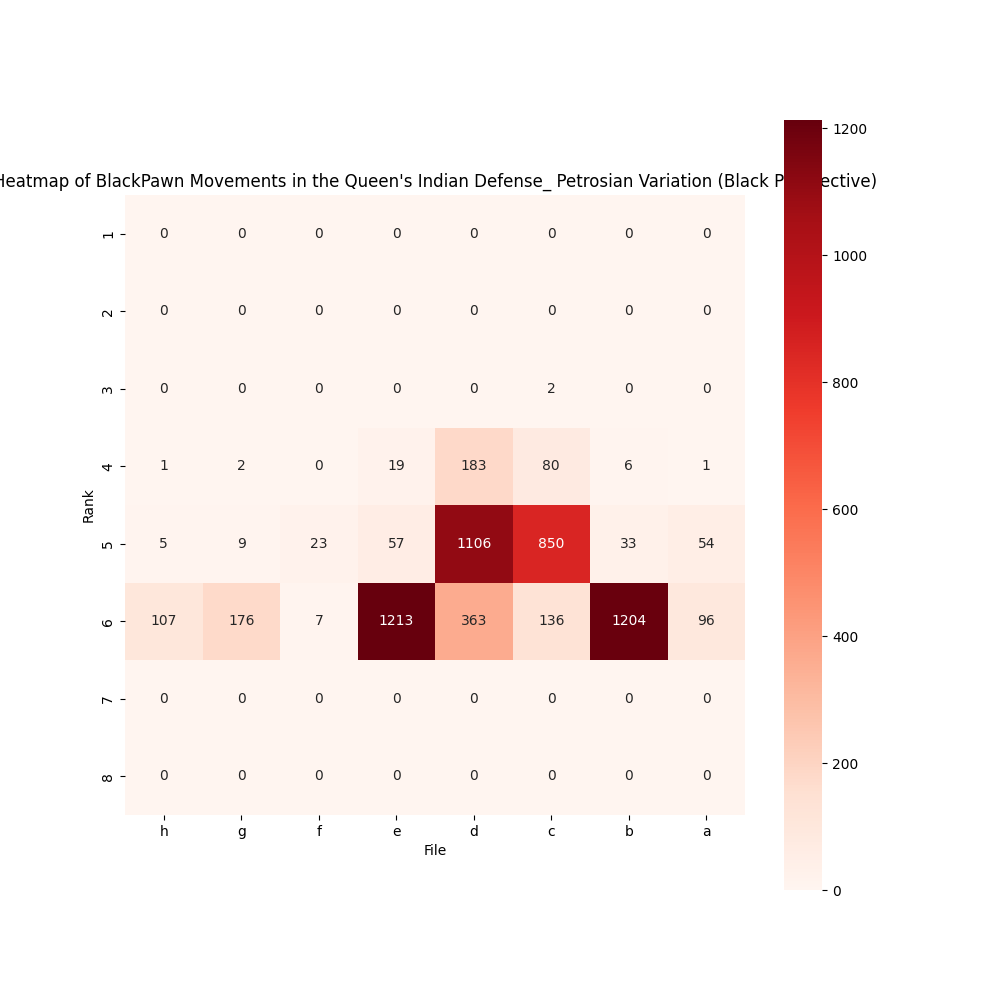 Heatmap of BlackPawn Movements in the Queen's Indian Defense_ Petrosian Variation (Black P ective)
1200
1000
800
600
400
200
0
Rank
1 0 0 0 0 0 0 0 0
2 0 0 0 0 0 0 0 0
3 0 0 0 0 0 2 0 0
4 1 2 0 19 183 80 6 1
5 5 9 23 57 1106 850 33 54
6 107 176 7 1213 363 136 1204 96
7 0 0 0 0 0 0 0 0
8 0 0 0 0 0 0 0 0
h g f e d c b a
File